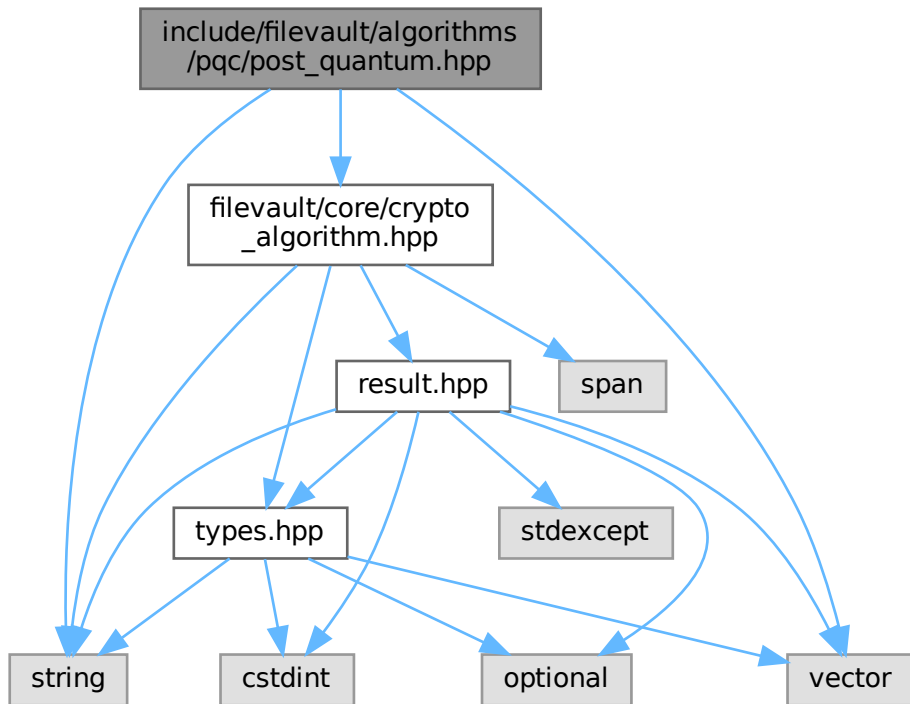 include/filevault/algorithms
/pqc/post_quantum.hpp
filevault/core/crypto
_algorithm.hpp
result.hpp
span
types.hpp
stdexcept
string
cstdint
optional
vector